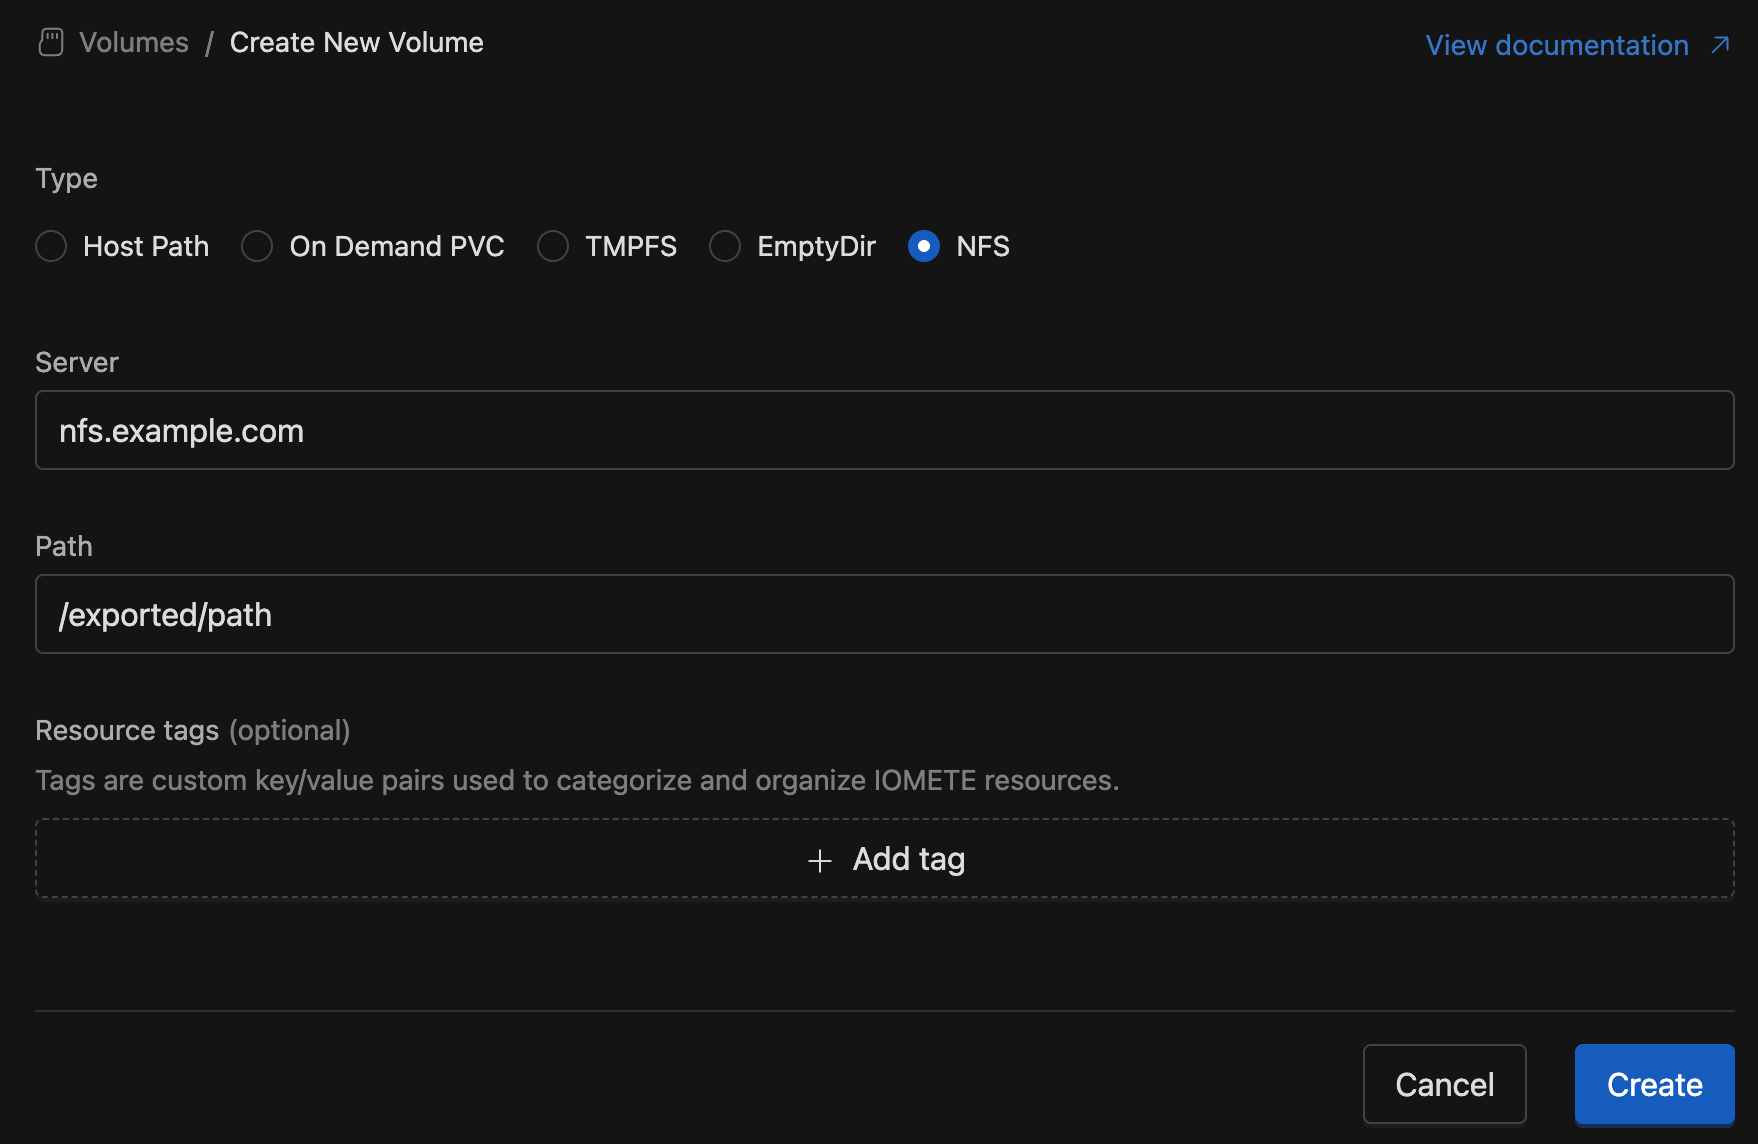 Volumes / Create New Volume
View documentation
Type
Host Path
On Demand PVC
TMPFS
EmptyDir
NFS
Server
nfs.example.com
Path
/exported/path
Resource tags (optional)
Tags are custom key/value pairs used to categorize and organize IOMETE resources.
Add tag
Cancel
Create